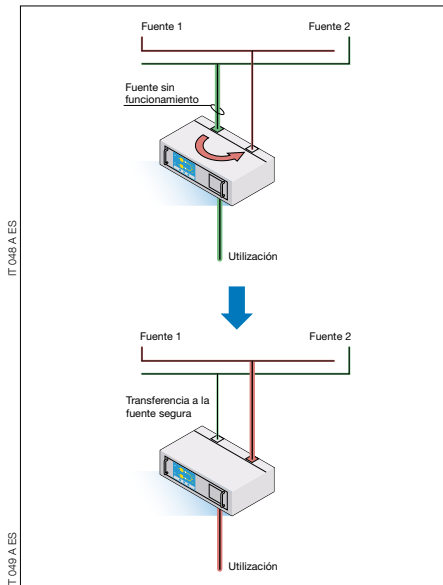 Fuente 1
Fuente 2
Fuente sin
funcionamiento
Utilización
IT 048 A ES
Fuente 1
Fuente 2
Transferencia a la
fuente segura
Utilización
IT 049 A ES